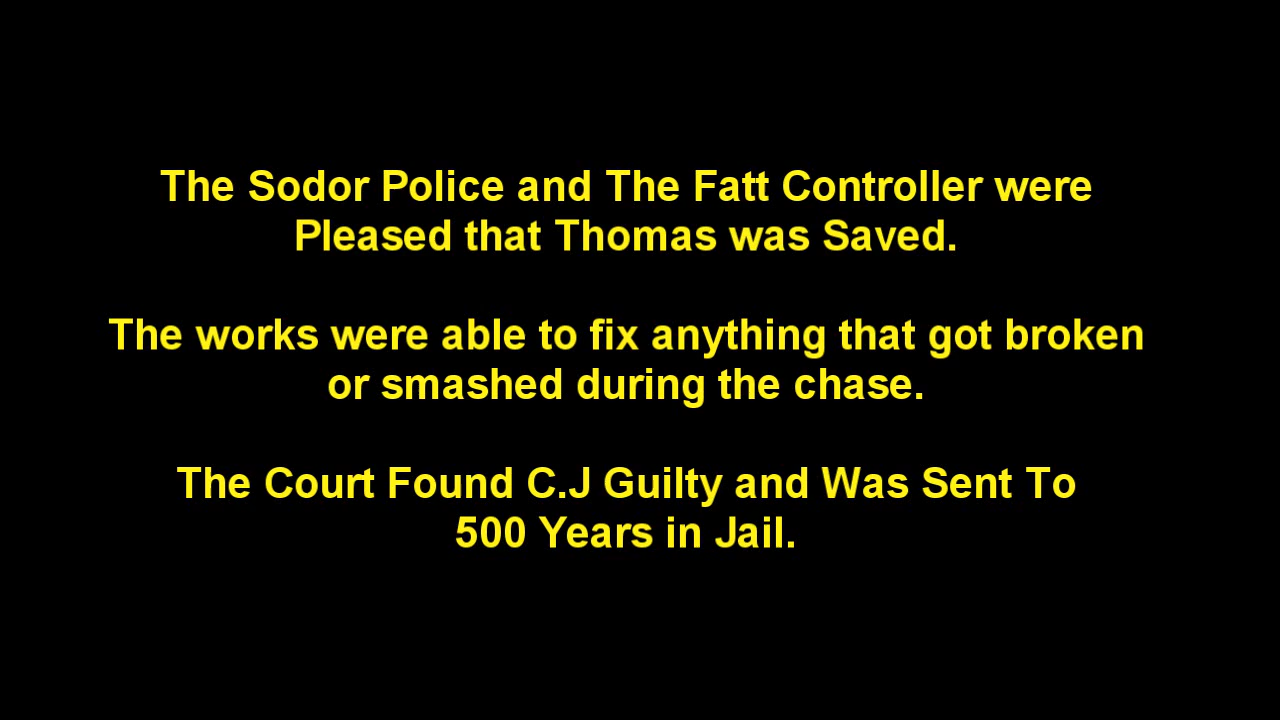 The Sodor Police and The Fatt Controller were
Pleased that Thomas was Saved.
The works were able to fix anything that got broken
or smashed during the chase.
The Court Found C.J Guilty and Was Sent To
500 Years in Jail.